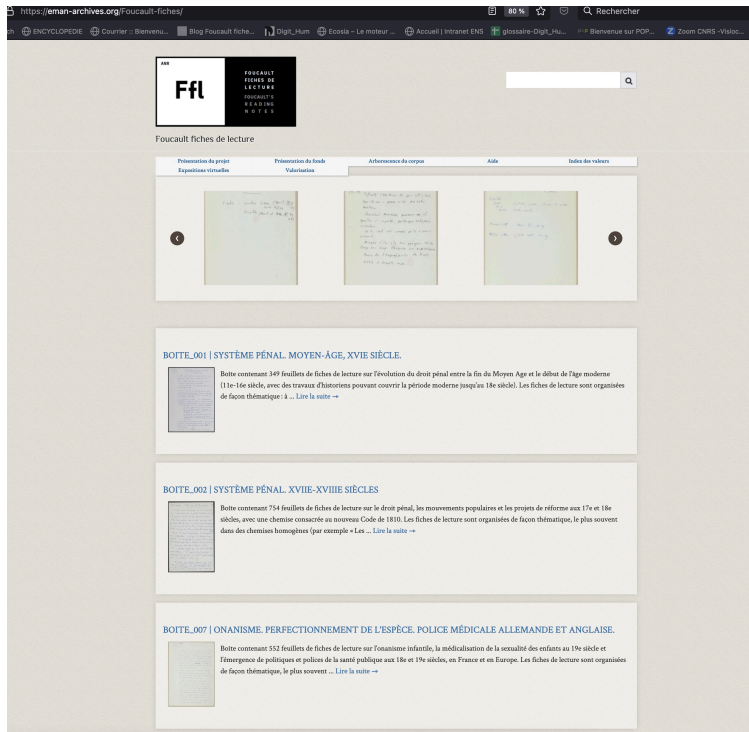 https://eman-archives.org/Foucault-fiches/
80 %
Rechercher
ch ENCYCLOPEDIE Courrier :: Bienvenu... Blog Foucault fiche... Digit_Hum Ecosia – Le moteur ... Accueil | Intranet ENS glossaire-Digit_Hu... Bienvenue sur POP... Zoom CNRS -Visioc...
ANR
Ffl
FOUCAULT
FICHES DE
LECTURE
FOUCAULT'S
READING
NOTES
Foucault fiches de lecture
Présentation du projet Présentation du fonds Arborescence du corpus Aide Index des valeurs
Expositions virtuelles Valorisation
BOITE_001 | SYSTÈME PÉNAL. MOYEN-ÂGE, XVIE SIÈCLE.
Boite contenant 349 feuillets de fiches de lecture sur l'évolution du droit pénal entre la fin du Moyen Age et le début de l'âge moderne
(11e-16e siècle, avec des travaux d'historiens pouvant couvrir la période moderne jusqu'au 18e siècle). Les fiches de lecture sont organisées
de façon thématique : à ... Lire la suite →
BOITE_002 | SYSTÈME PÉNAL. XVIIE-XVIIIE SIÈCLES
Boite contenant 754 feuillets de fiches de lecture sur le droit pénal, les mouvements populaires et les projets de réforme aux 17e et 18e
siècles, avec une chemise consacrée au nouveau Code de 1810. Les fiches de lecture sont organisées de façon thématique, le plus souvent
dans des chemises homogènes (par exemple « Les ... Lire la suite →
BOITE_007 | ONANISME. PERFECTIONNEMENT DE L'ESPÈCE. POLICE MÉDICALE ALLEMANDE ET ANGLAISE.
Boite contenant 552 feuillets de fiches de lecture sur l'onanisme infantile, la médicalisation de la sexualité des enfants au 19e siècle et
l'émergence de politiques et polices de la santé publique aux 18e et 19e siècles, en France et en Europe. Les fiches de lecture sont organisées
de façon thématique, le plus souvent ... Lire la suite →